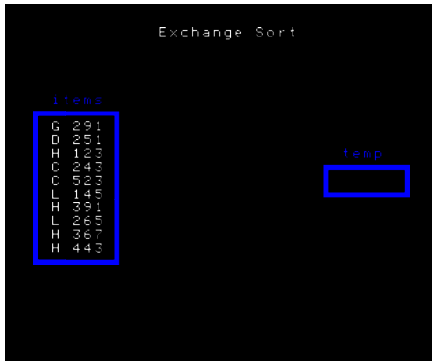 Exchange Sort
items
G 291
D 251
H 123
C 243
C 523
L 145
H 391
L 265
H 367
H 443
temp